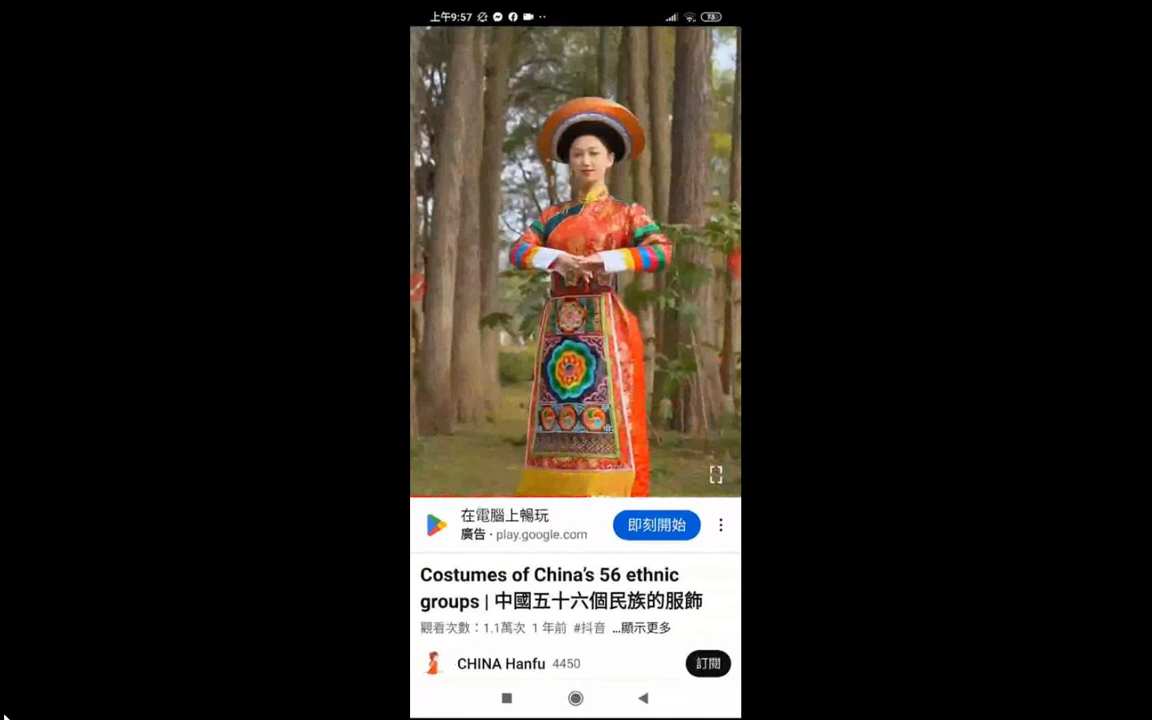 上午9:57
73
在電腦上暢玩
廣告 · play.google.com
即刻開始
Costumes of China's 56 ethnic
groups | 中國五十六個民族的服飾
觀看次數：1.1萬次 1 年前 #抖音 ...顯示更多
CHINA Hanfu 4450
訂閱